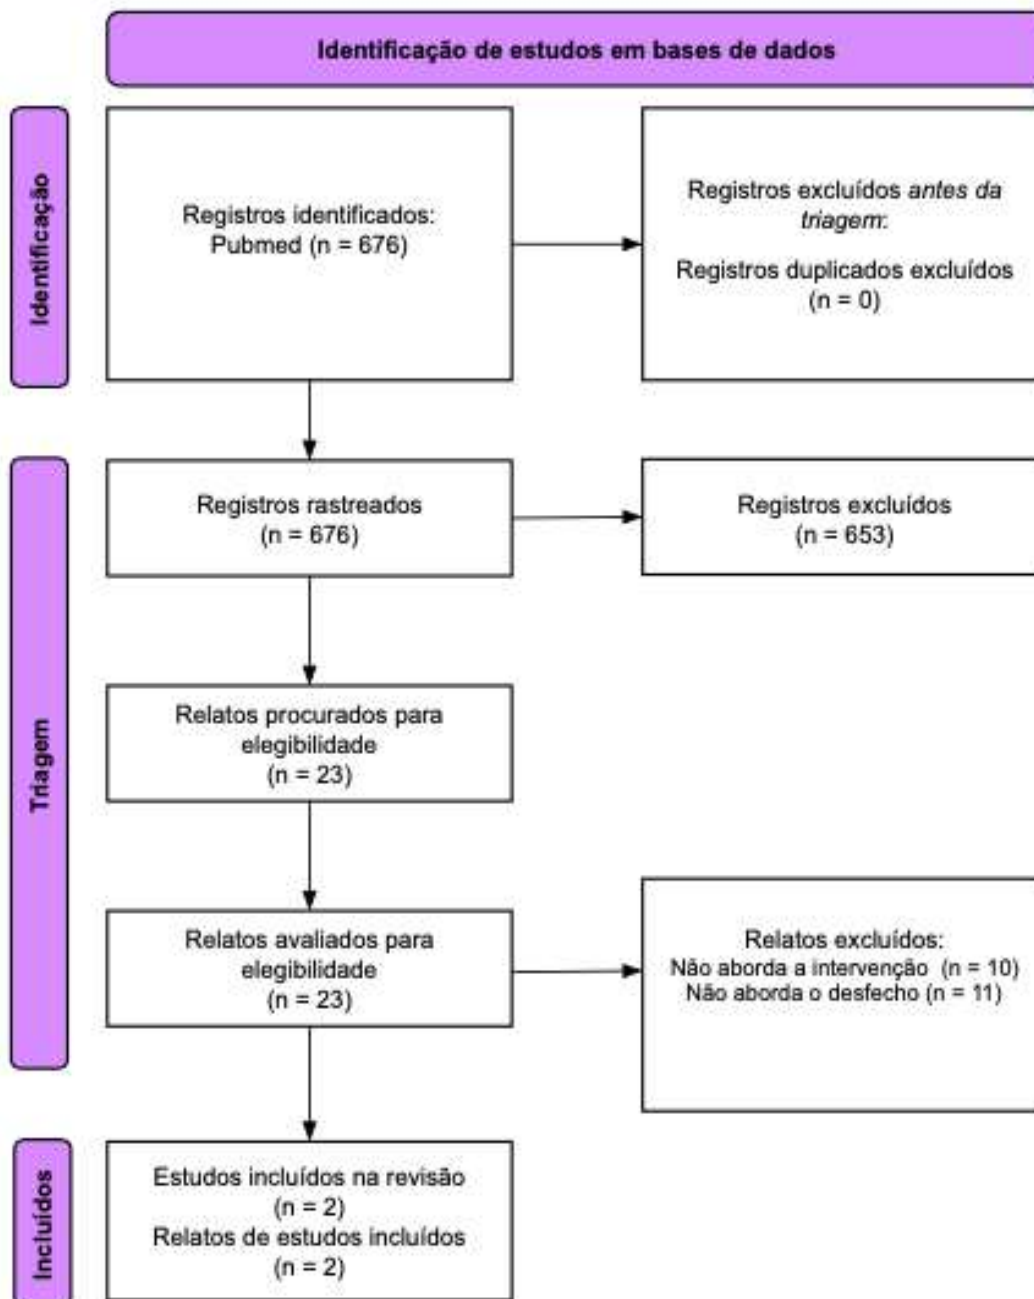 Identificação de estudos em bases de dados
Identificação
Registros identificados:
Pubmed (n = 676)
Registros excluídos antes da
triagem:
Registros duplicados excluídos
(n = 0)
Triagem
Registros rastreados
(n = 676)
Registros excluídos
(n = 653)
Relatos procurados para
elegibilidade
(n = 23)
Relatos avaliados para
elegibilidade
(n = 23)
Relatos excluídos:
Não aborda a intervenção (n = 10)
Não aborda o desfecho (n = 11)
Incluídos
Estudos incluídos na revisão
(n = 2)
Relatos de estudos incluídos
(n = 2)